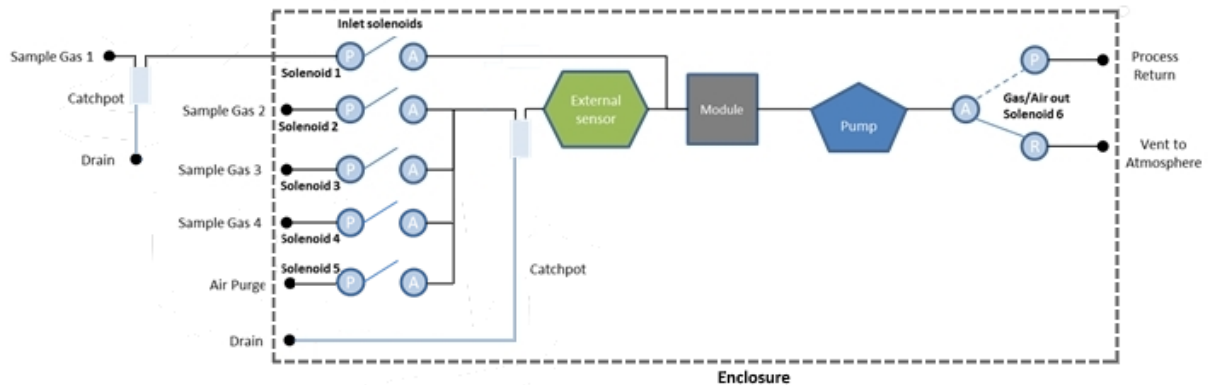 Inlet solenoids
Sample Gas 1
P
A
Solenoid 1
Catchpot
Drain
Sample Gas 2
P
A
Solenoid 2
Sample Gas 3
P
A
Solenoid 3
Sample Gas 4
P
A
Solenoid 4
Solenoid 5
Air Purge
P
A
Drain
Catchpot
External
sensor
Module
Pump
A
P
Gas/Air out
Solenoid 6
R
Process
Return
Vent to
Atmosphere
Enclosure